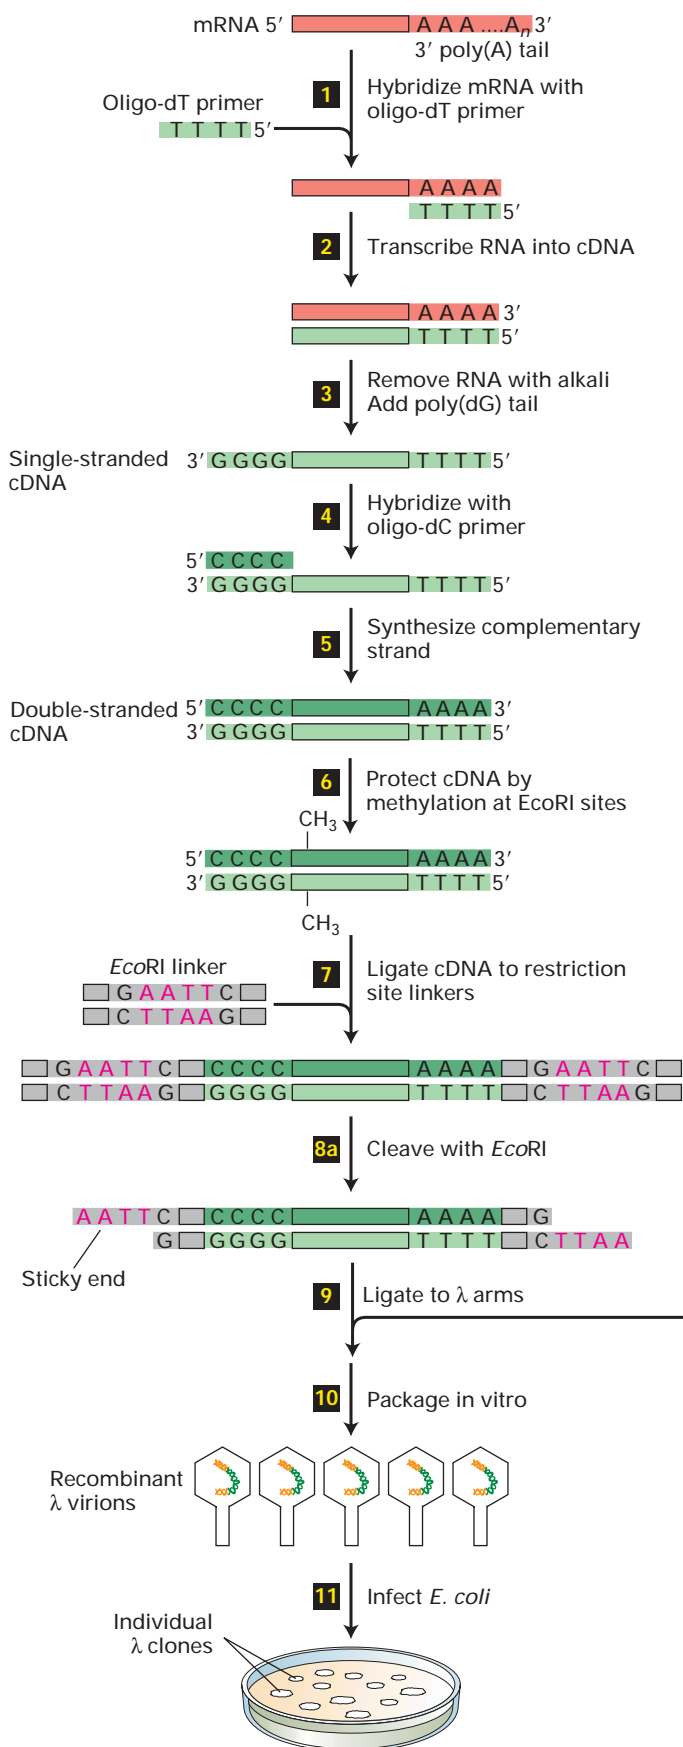 mRNA 5′ A A A ....Aₙ 3′
3′ poly(A) tail
1 Hybridize mRNA with
oligo-dT primer
Oligo-dT primer
T T T T 5′
A A A A
T T T T 5′
2 Transcribe RNA into cDNA
A A A A 3′
T T T T 5′
3 Remove RNA with alkali
Add poly(dG) tail
Single-stranded
cDNA
3′ G G G G T T T T 5′
4 Hybridize with
oligo-dC primer
5′ C C C C
3′ G G G G T T T T 5′
5 Synthesize complementary
strand
Double-stranded
cDNA
5′ C C C C A A A A 3′
3′ G G G G T T T T 5′
6 Protect cDNA by
methylation at EcoRI sites
CH₃
5′ C C C C A A A A 3′
3′ G G G G T T T T 5′
CH₃
7 Ligate cDNA to restriction
site linkers
EcoRI linker
G A A T T C
C T T A A G
G A A T T C C C C C A A A A G A A T T C
C T T A A G G G G G T T T T C T T A A G
8a Cleave with EcoRI
A A T T C C C C C A A A A G
G G G G G T T T T C T T A A
Sticky end
9 Ligate to λ arms
10 Package in vitro
Recombinant
λ virions
11 Infect E. coli
Individual
λ clones